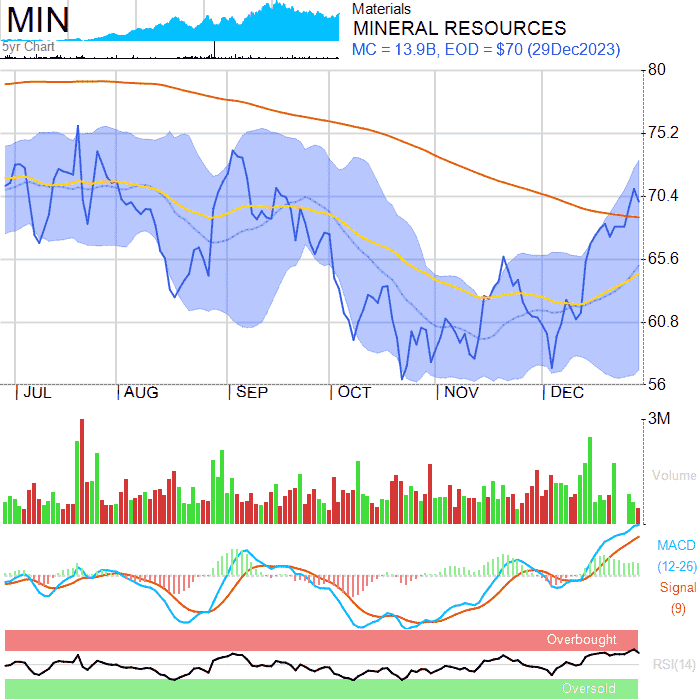 MIN
5yr Chart
Materials
MINERAL RESOURCES
MC = 13.9B, EOD = $70 (29Dec2023)
80
75.2
70.4
65.6
60.8
56
JUL AUG SEP OCT NOV DEC
3M
Volume
MACD
(12-26)
Signal
(9)
Overbought
RSI(14)
Oversold